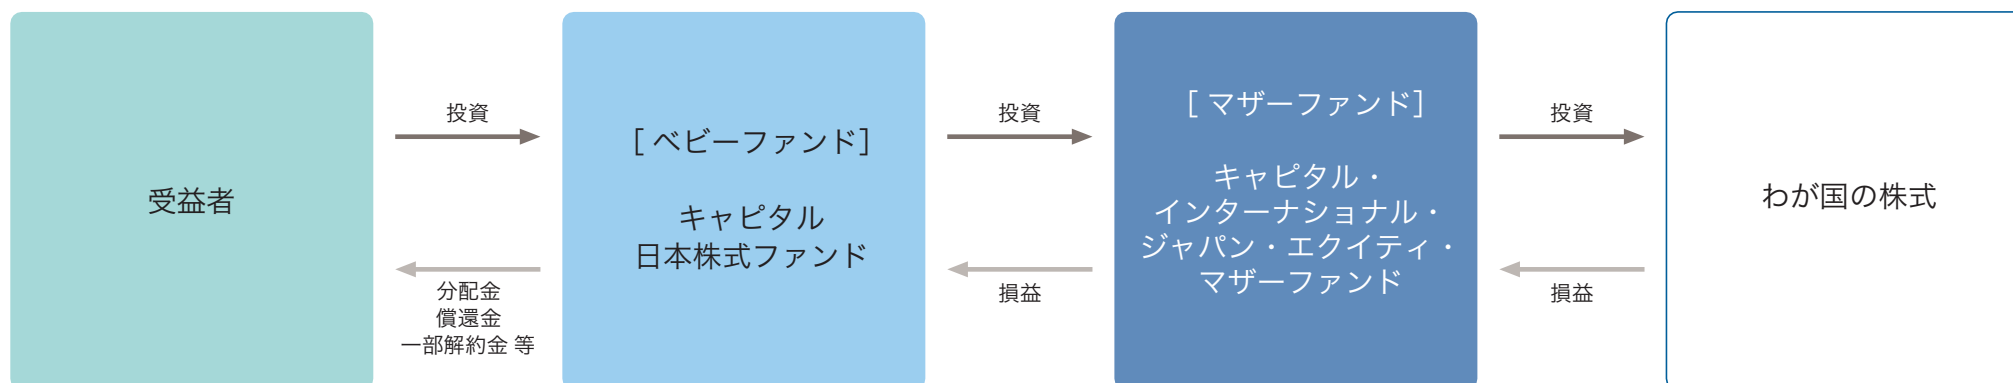 受益者
投資
分配金
償還金
一部解約金 等
［ ベビーファンド］
キャピタル
日本株式ファンド
投資
損益
［ マザーファンド］
キャピタル・
インターナショナル・
ジャパン・エクイティ・
マザーファンド
投資
損益
わが国の株式